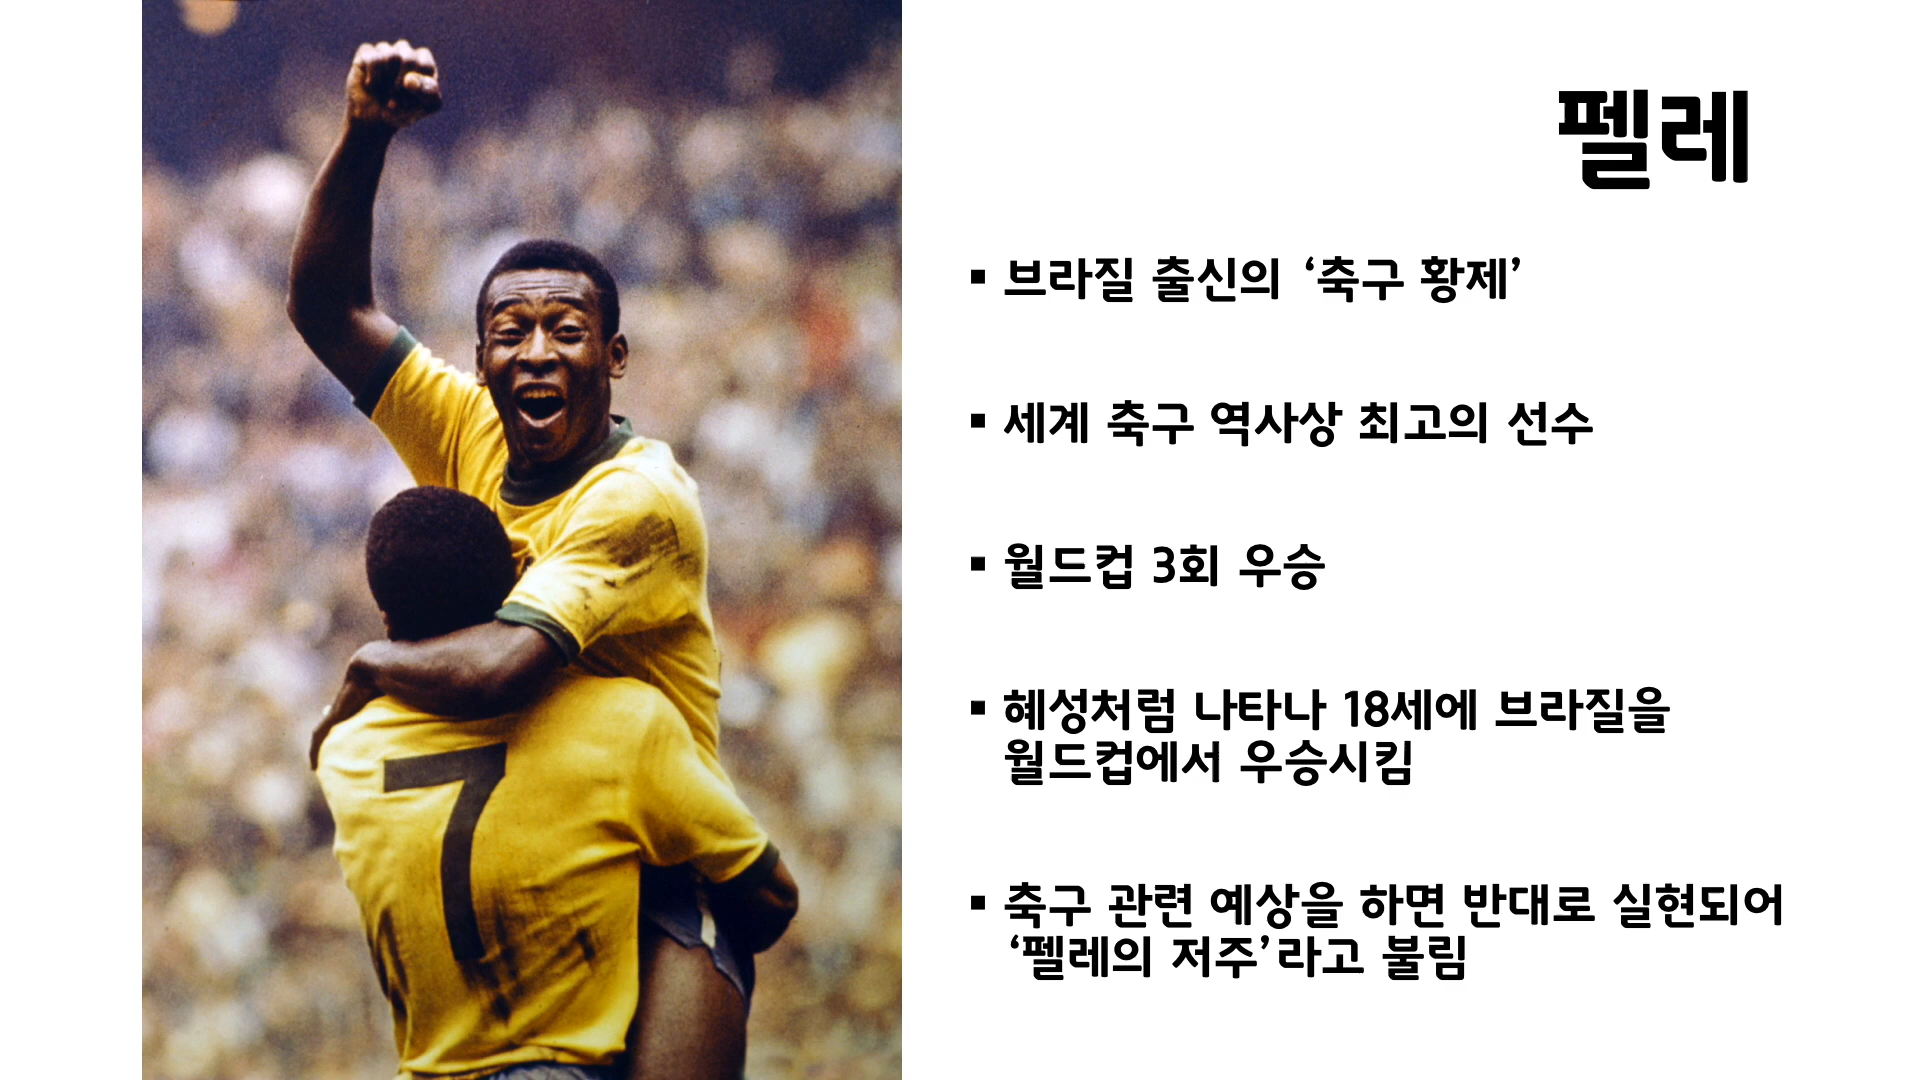 펠레
▪ 브라질 출신의 ‘축구 황제’
▪ 세계 축구 역사상 최고의 선수
▪ 월드컵 3회 우승
▪ 혜성처럼 나타나 18세에 브라질을
월드컵에서 우승시킴
▪ 축구 관련 예상을 하면 반대로 실현되어
‘펠레의 저주’라고 불림
7